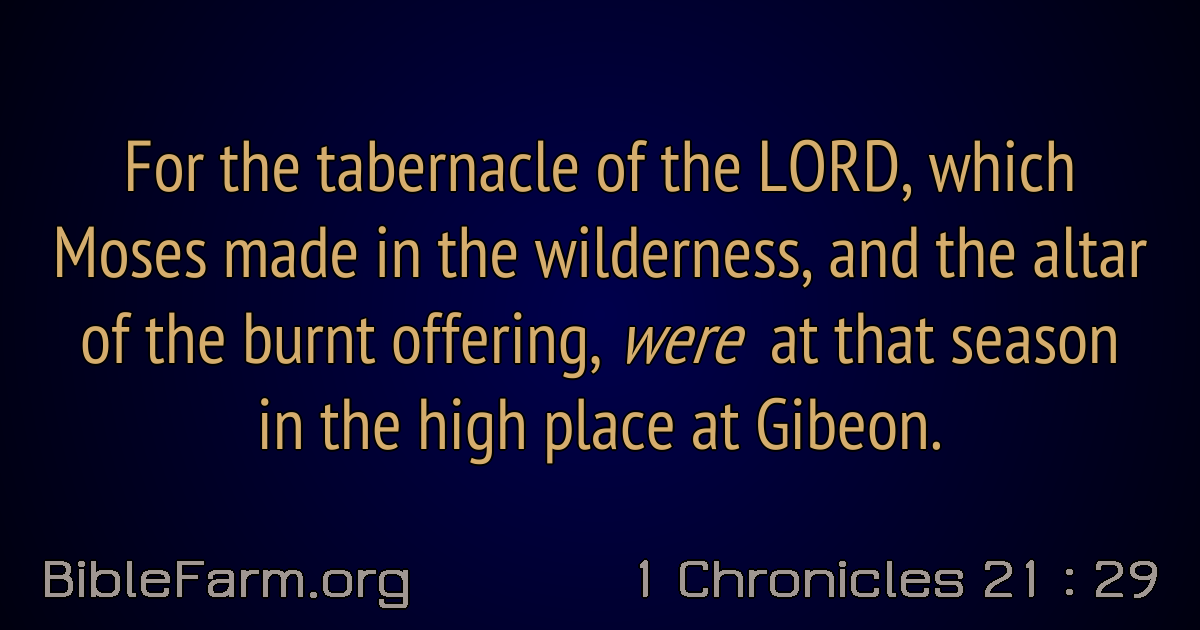 For the tabernacle of the LORD, which
Moses made in the wilderness, and the altar
of the burnt offering, were at that season
in the high place at Gibeon.
BibleFarm.org
1 Chronicles 21 : 29